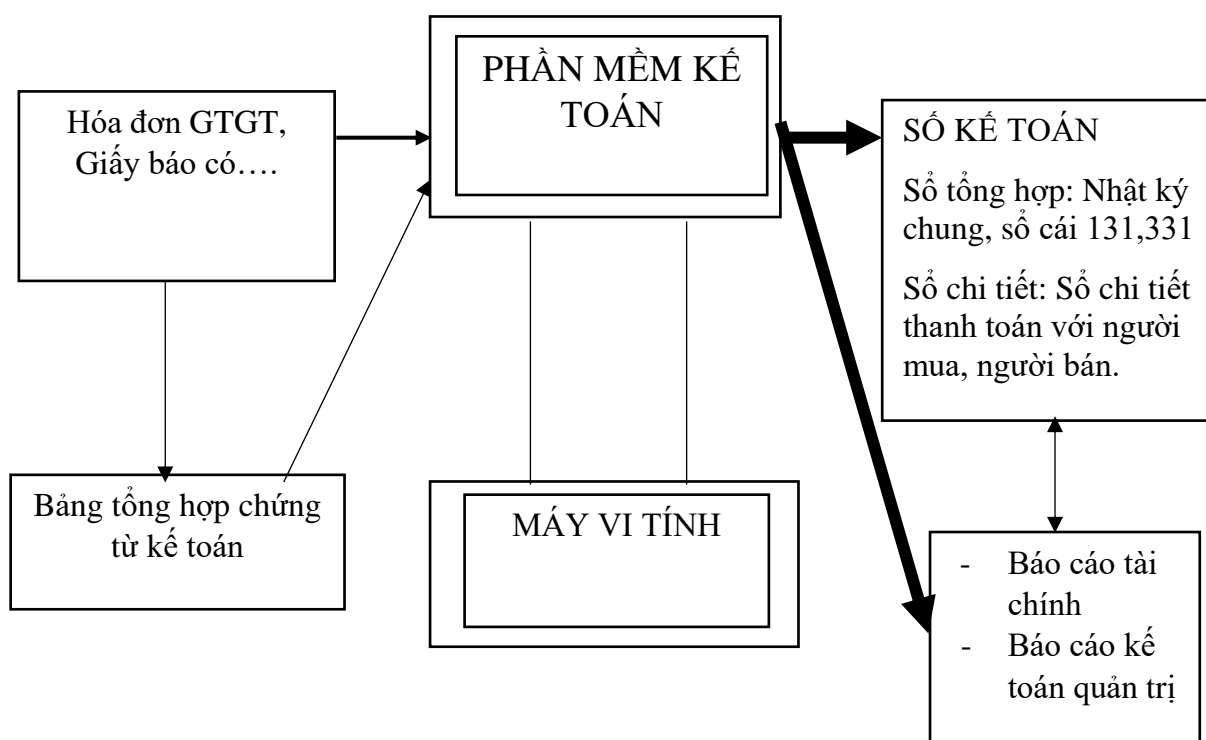 PHẦN MỀM KẾ
TOÁN
Hóa đơn GTGT,
Giấy báo có….
SỐ KẾ TOÁN
Sổ tổng hợp: Nhật ký
chung, sổ cái 131,331
Sổ chi tiết: Sổ chi tiết
thanh toán với người
mua, người bán.
Bảng tổng hợp chứng
từ kế toán
MÁY VI TÍNH
- Báo cáo tài
chính
- Báo cáo kế
toán quản trị